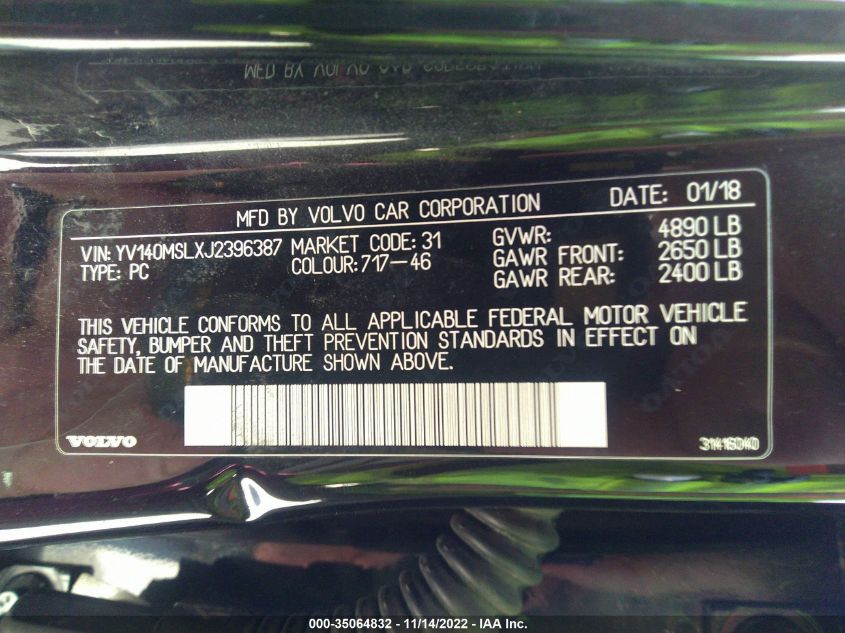 MFD BY VOLVO CAR CORPORATION DATE: 01/18
VIN: YV140MSLXJ2396387 MARKET CODE: 31 GVWR: 4890 LB
TYPE: PC COLOUR:717-46 GAWR FRONT: 2650 LB
GAWR REAR: 2400 LB
THIS VEHICLE CONFORMS TO ALL APPLICABLE FEDERAL MOTOR VEHICLE
SAFETY, BUMPER AND THEFT PREVENTION STANDARDS IN EFFECT ON
THE DATE OF MANUFACTURE SHOWN ABOVE.
VOLVO 31416040
000-35064832 - 11/14/2022 - IAA Inc.